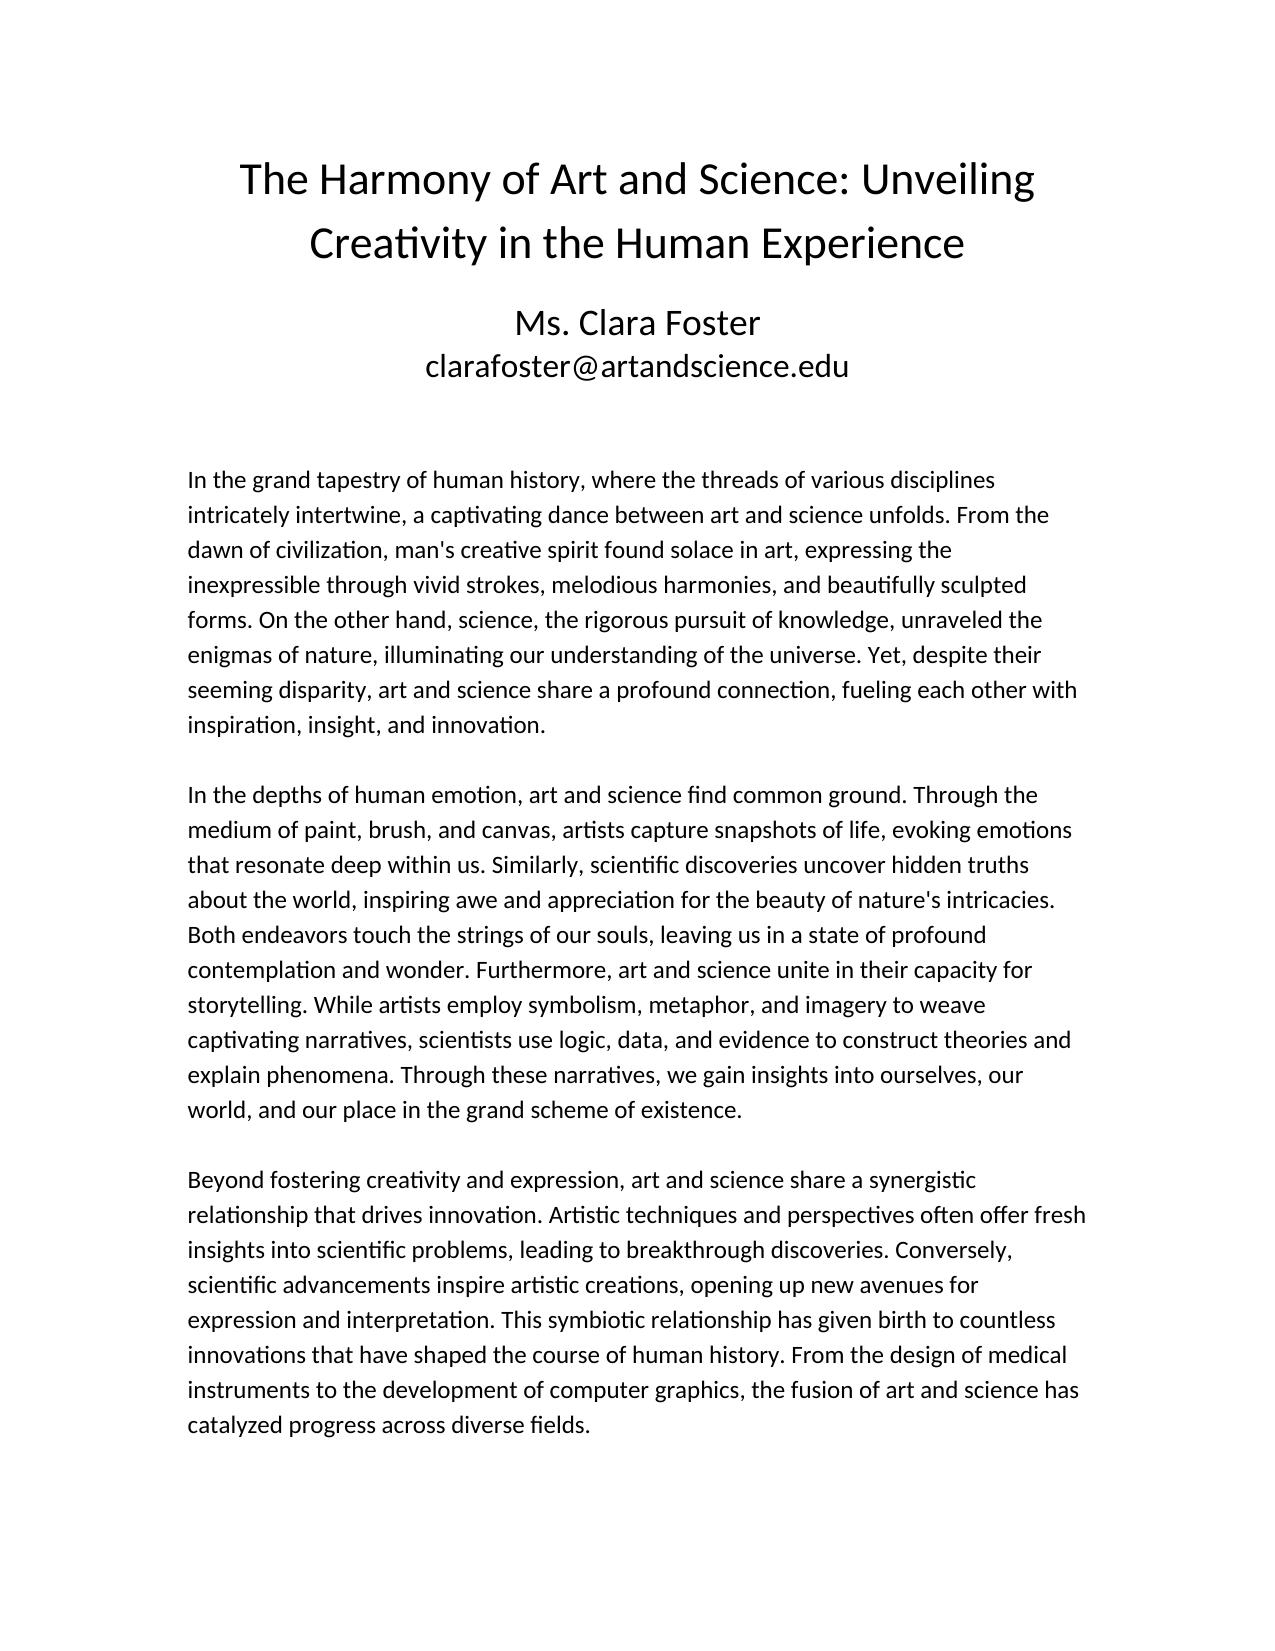 The Harmony of Art and Science: Unveiling
Creativity in the Human Experience
Ms. Clara Foster
clarafoster@artandscience.edu
In the grand tapestry of human history, where the threads of various disciplines
intricately intertwine, a captivating dance between art and science unfolds. From the
dawn of civilization, man's creative spirit found solace in art, expressing the
inexpressible through vivid strokes, melodious harmonies, and beautifully sculpted
forms. On the other hand, science, the rigorous pursuit of knowledge, unraveled the
enigmas of nature, illuminating our understanding of the universe. Yet, despite their
seeming disparity, art and science share a profound connection, fueling each other with
inspiration, insight, and innovation.
In the depths of human emotion, art and science find common ground. Through the
medium of paint, brush, and canvas, artists capture snapshots of life, evoking emotions
that resonate deep within us. Similarly, scientific discoveries uncover hidden truths
about the world, inspiring awe and appreciation for the beauty of nature's intricacies.
Both endeavors touch the strings of our souls, leaving us in a state of profound
contemplation and wonder. Furthermore, art and science unite in their capacity for
storytelling. While artists employ symbolism, metaphor, and imagery to weave
captivating narratives, scientists use logic, data, and evidence to construct theories and
explain phenomena. Through these narratives, we gain insights into ourselves, our
world, and our place in the grand scheme of existence.
Beyond fostering creativity and expression, art and science share a synergistic
relationship that drives innovation. Artistic techniques and perspectives often offer fresh
insights into scientific problems, leading to breakthrough discoveries. Conversely,
scientific advancements inspire artistic creations, opening up new avenues for
expression and interpretation. This symbiotic relationship has given birth to countless
innovations that have shaped the course of human history. From the design of medical
instruments to the development of computer graphics, the fusion of art and science has
catalyzed progress across diverse fields.